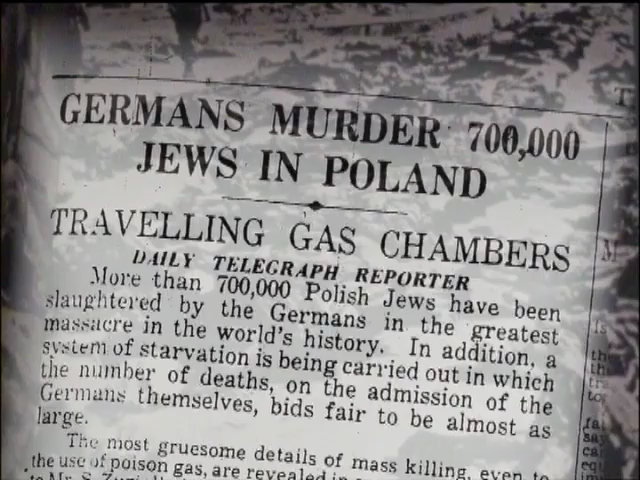 GERMANS MURDER 700,000
JEWS IN POLAND
TRAVELLING GAS CHAMBERS
DAILY TELEGRAPH REPORTER
More than 700,000 Polish Jews have been
slaughtered by the Germans in the greatest
massacre in the world's history. In addition, a
system of starvation is being carried out in which
the number of deaths, on the admission of the
Germans themselves, bids fair to be almost as
large.
The most gruesome details of mass killing, even to
the use of poison gas, are revealed in
to Mr. S.